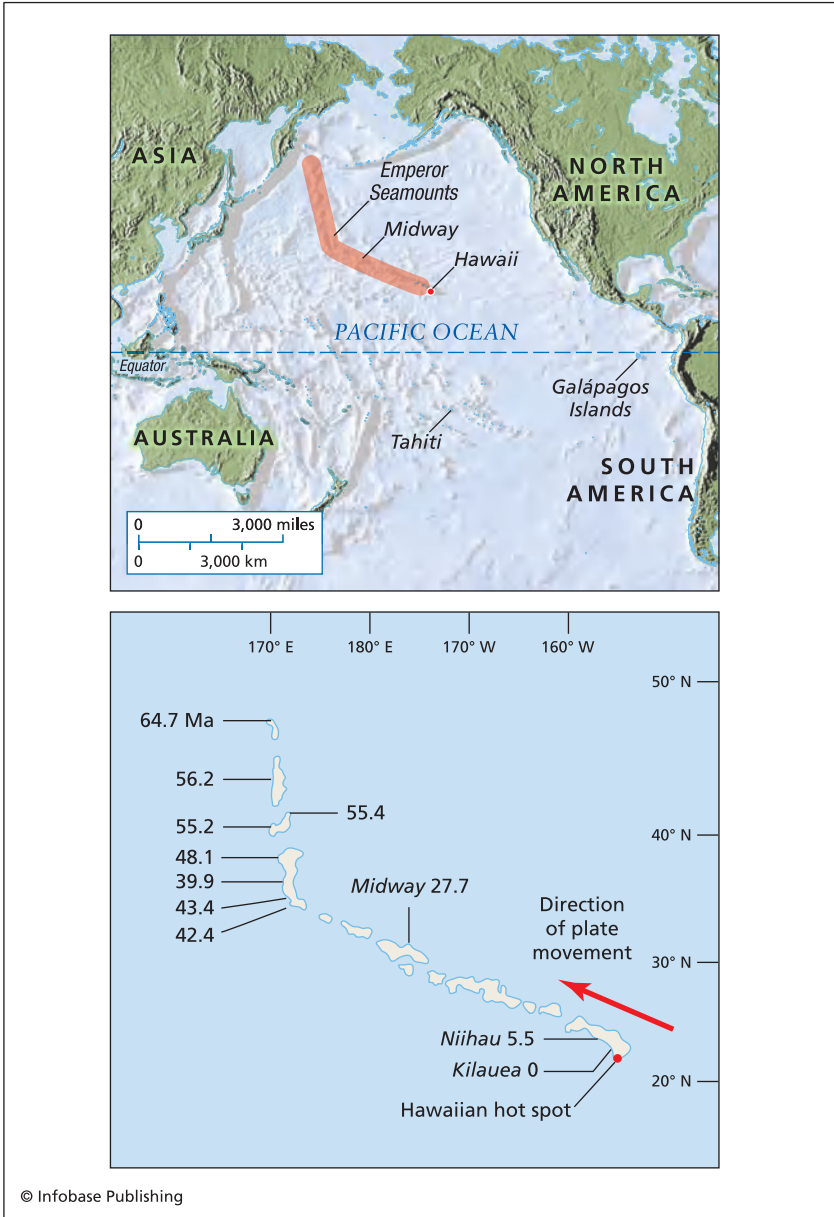 ASIA
NORTH
AMERICA
Emperor
Seamounts
Midway
Hawaii
PACIFIC OCEAN
Equator
Galápagos
Islands
AUSTRALIA
Tahiti
SOUTH
AMERICA
0 3,000 miles
0 3,000 km
170° E 180° E 170° W 160° W
50° N
64.7 Ma
56.2
55.4
55.2
40° N
48.1
39.9
43.4
42.4
Midway 27.7
Direction
of plate
movement
30° N
Niihau 5.5
Kilauea 0
20° N
Hawaiian hot spot
© Infobase Publishing